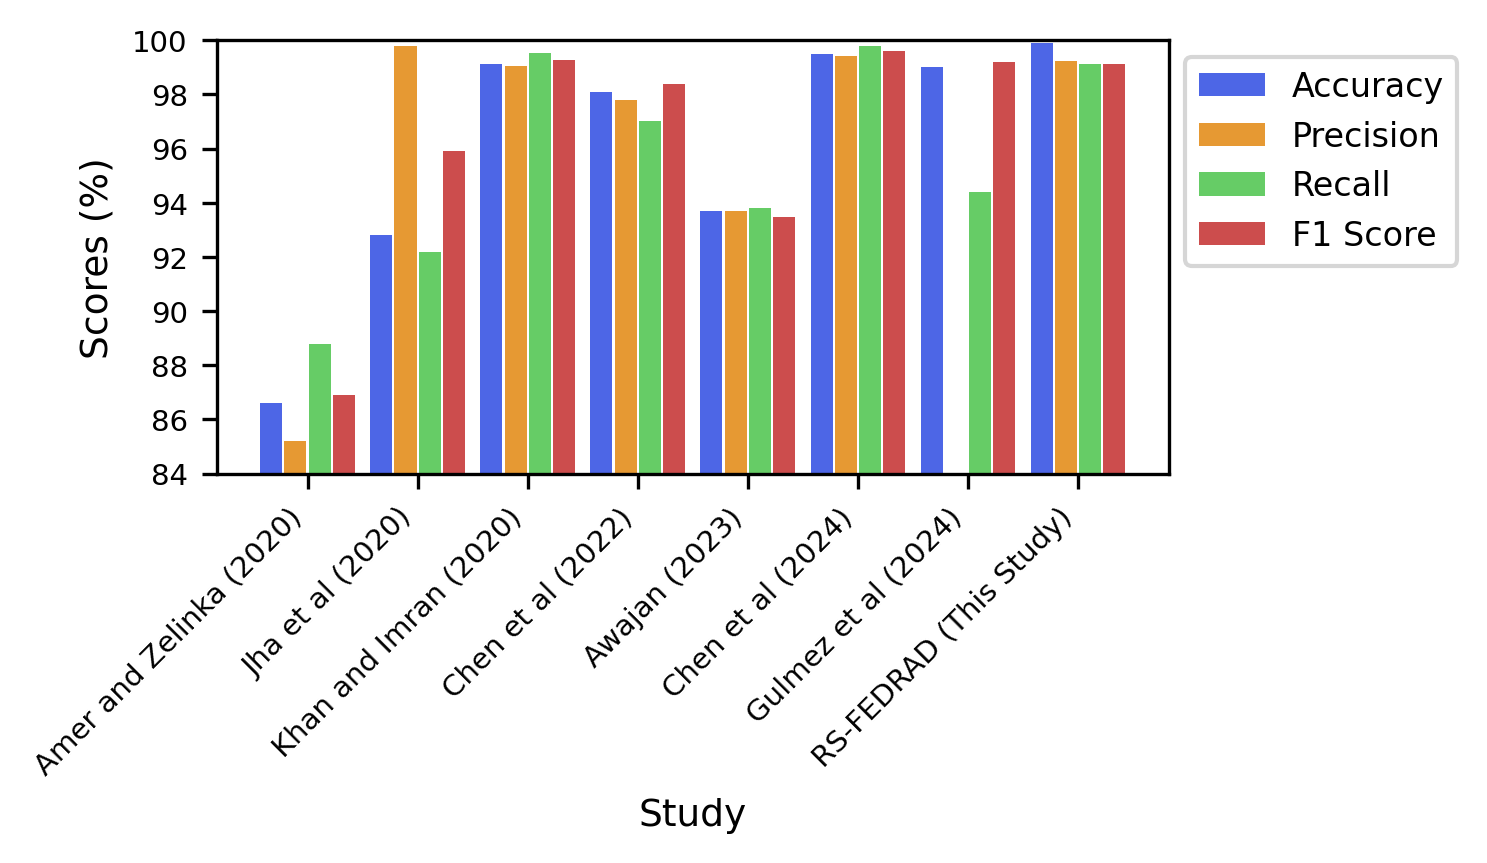 100
98
96
94
92
90
88
86
84
Scores (%)
Accuracy
Precision
Recall
F1 Score
Amer and Zelinka (2020)
Jha et al (2020)
Khan and Imran (2020)
Chen et al (2022)
Awajan (2023)
Chen et al (2024)
Gulmez et al (2024)
RS-FEDRAD (This Study)
Study